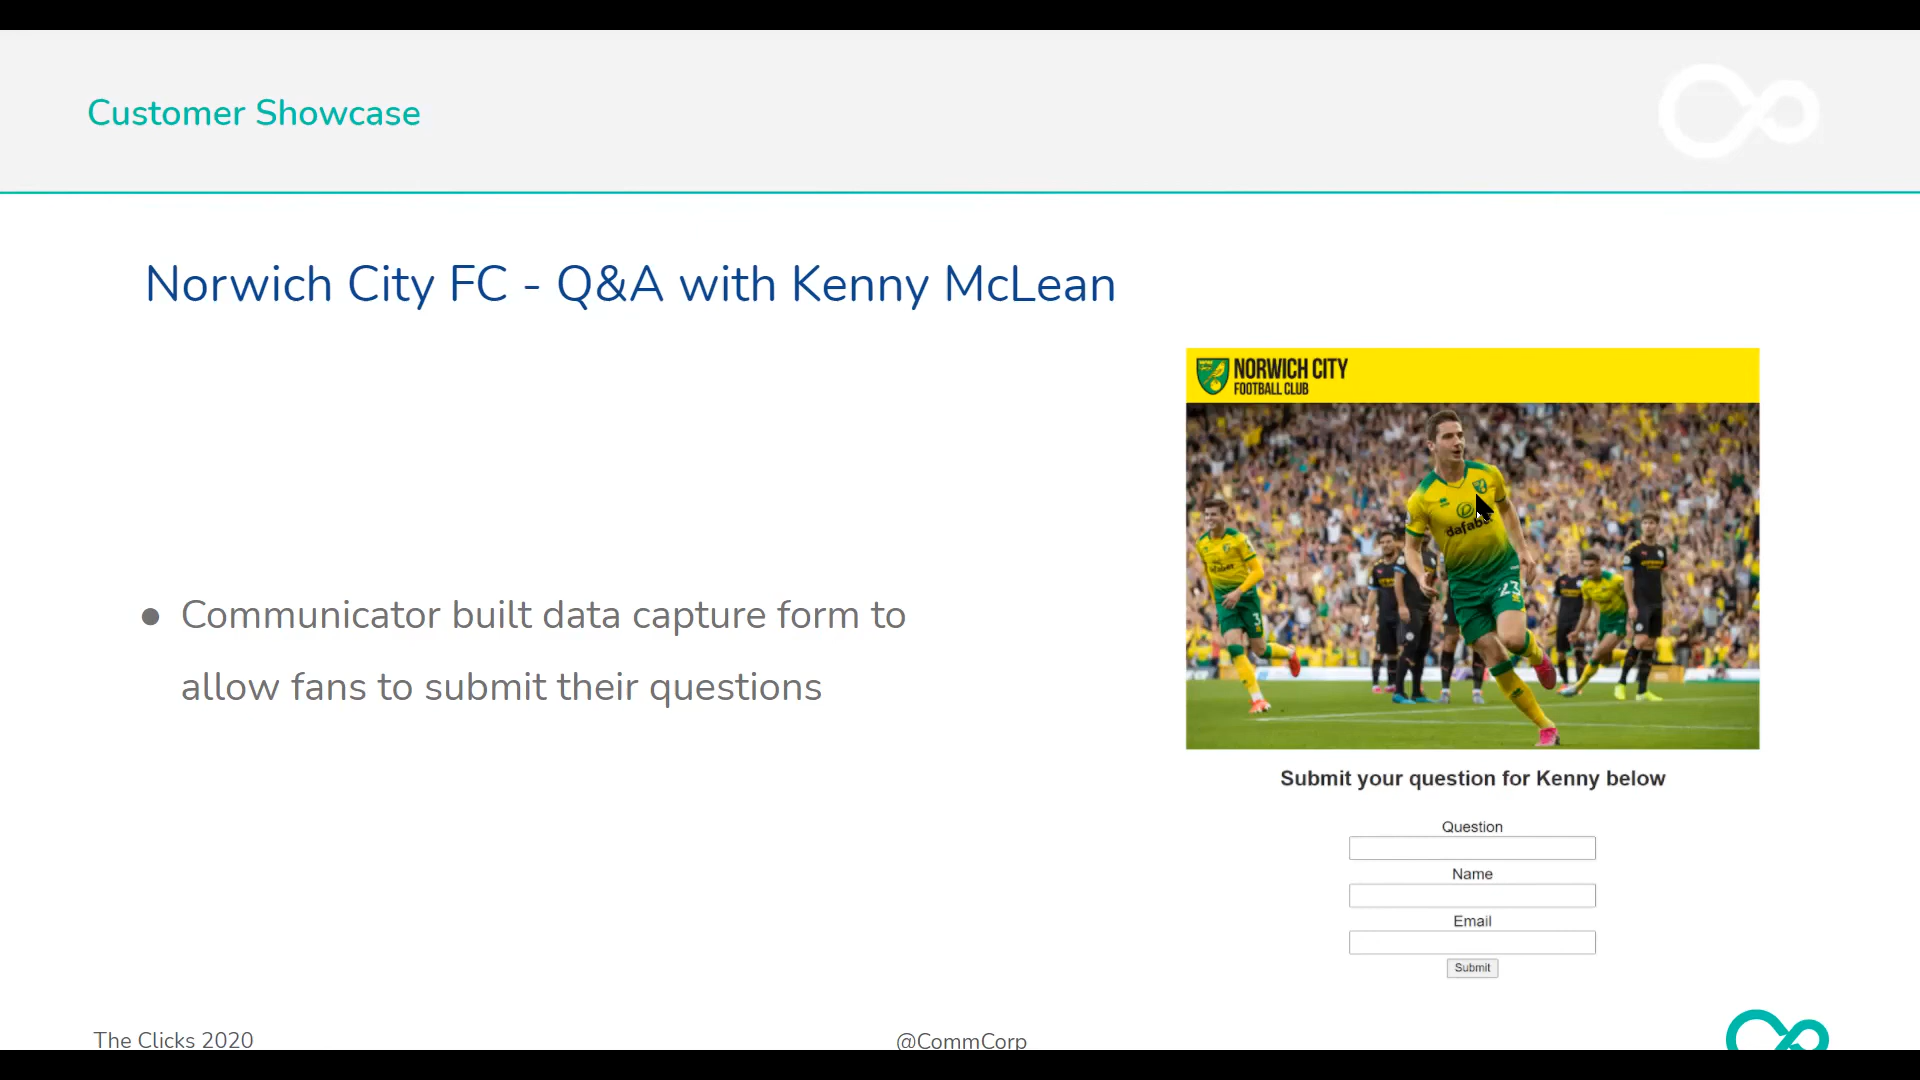 Customer Showcase
Norwich City FC - Q&A with Kenny McLean
NORWICH CITY
FOOTBALL CLUB
23
3
● Communicator built data capture form to
allow fans to submit their questions
Submit your question for Kenny below
Question
Name
Email
Submit
The Clicks 2020
@CommCorp